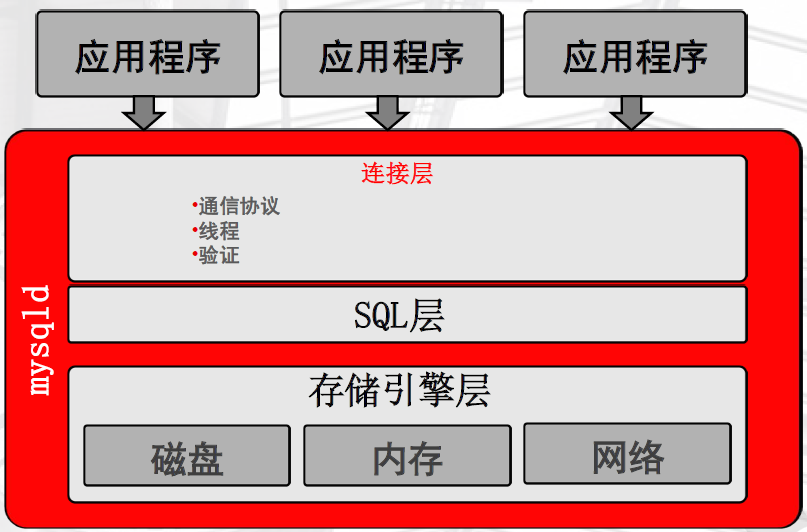 应用程序
应用程序
应用程序
连接层
•通信协议
•线程
•验证
mysqld
SQL层
存储引擎层
磁盘
内存
网络